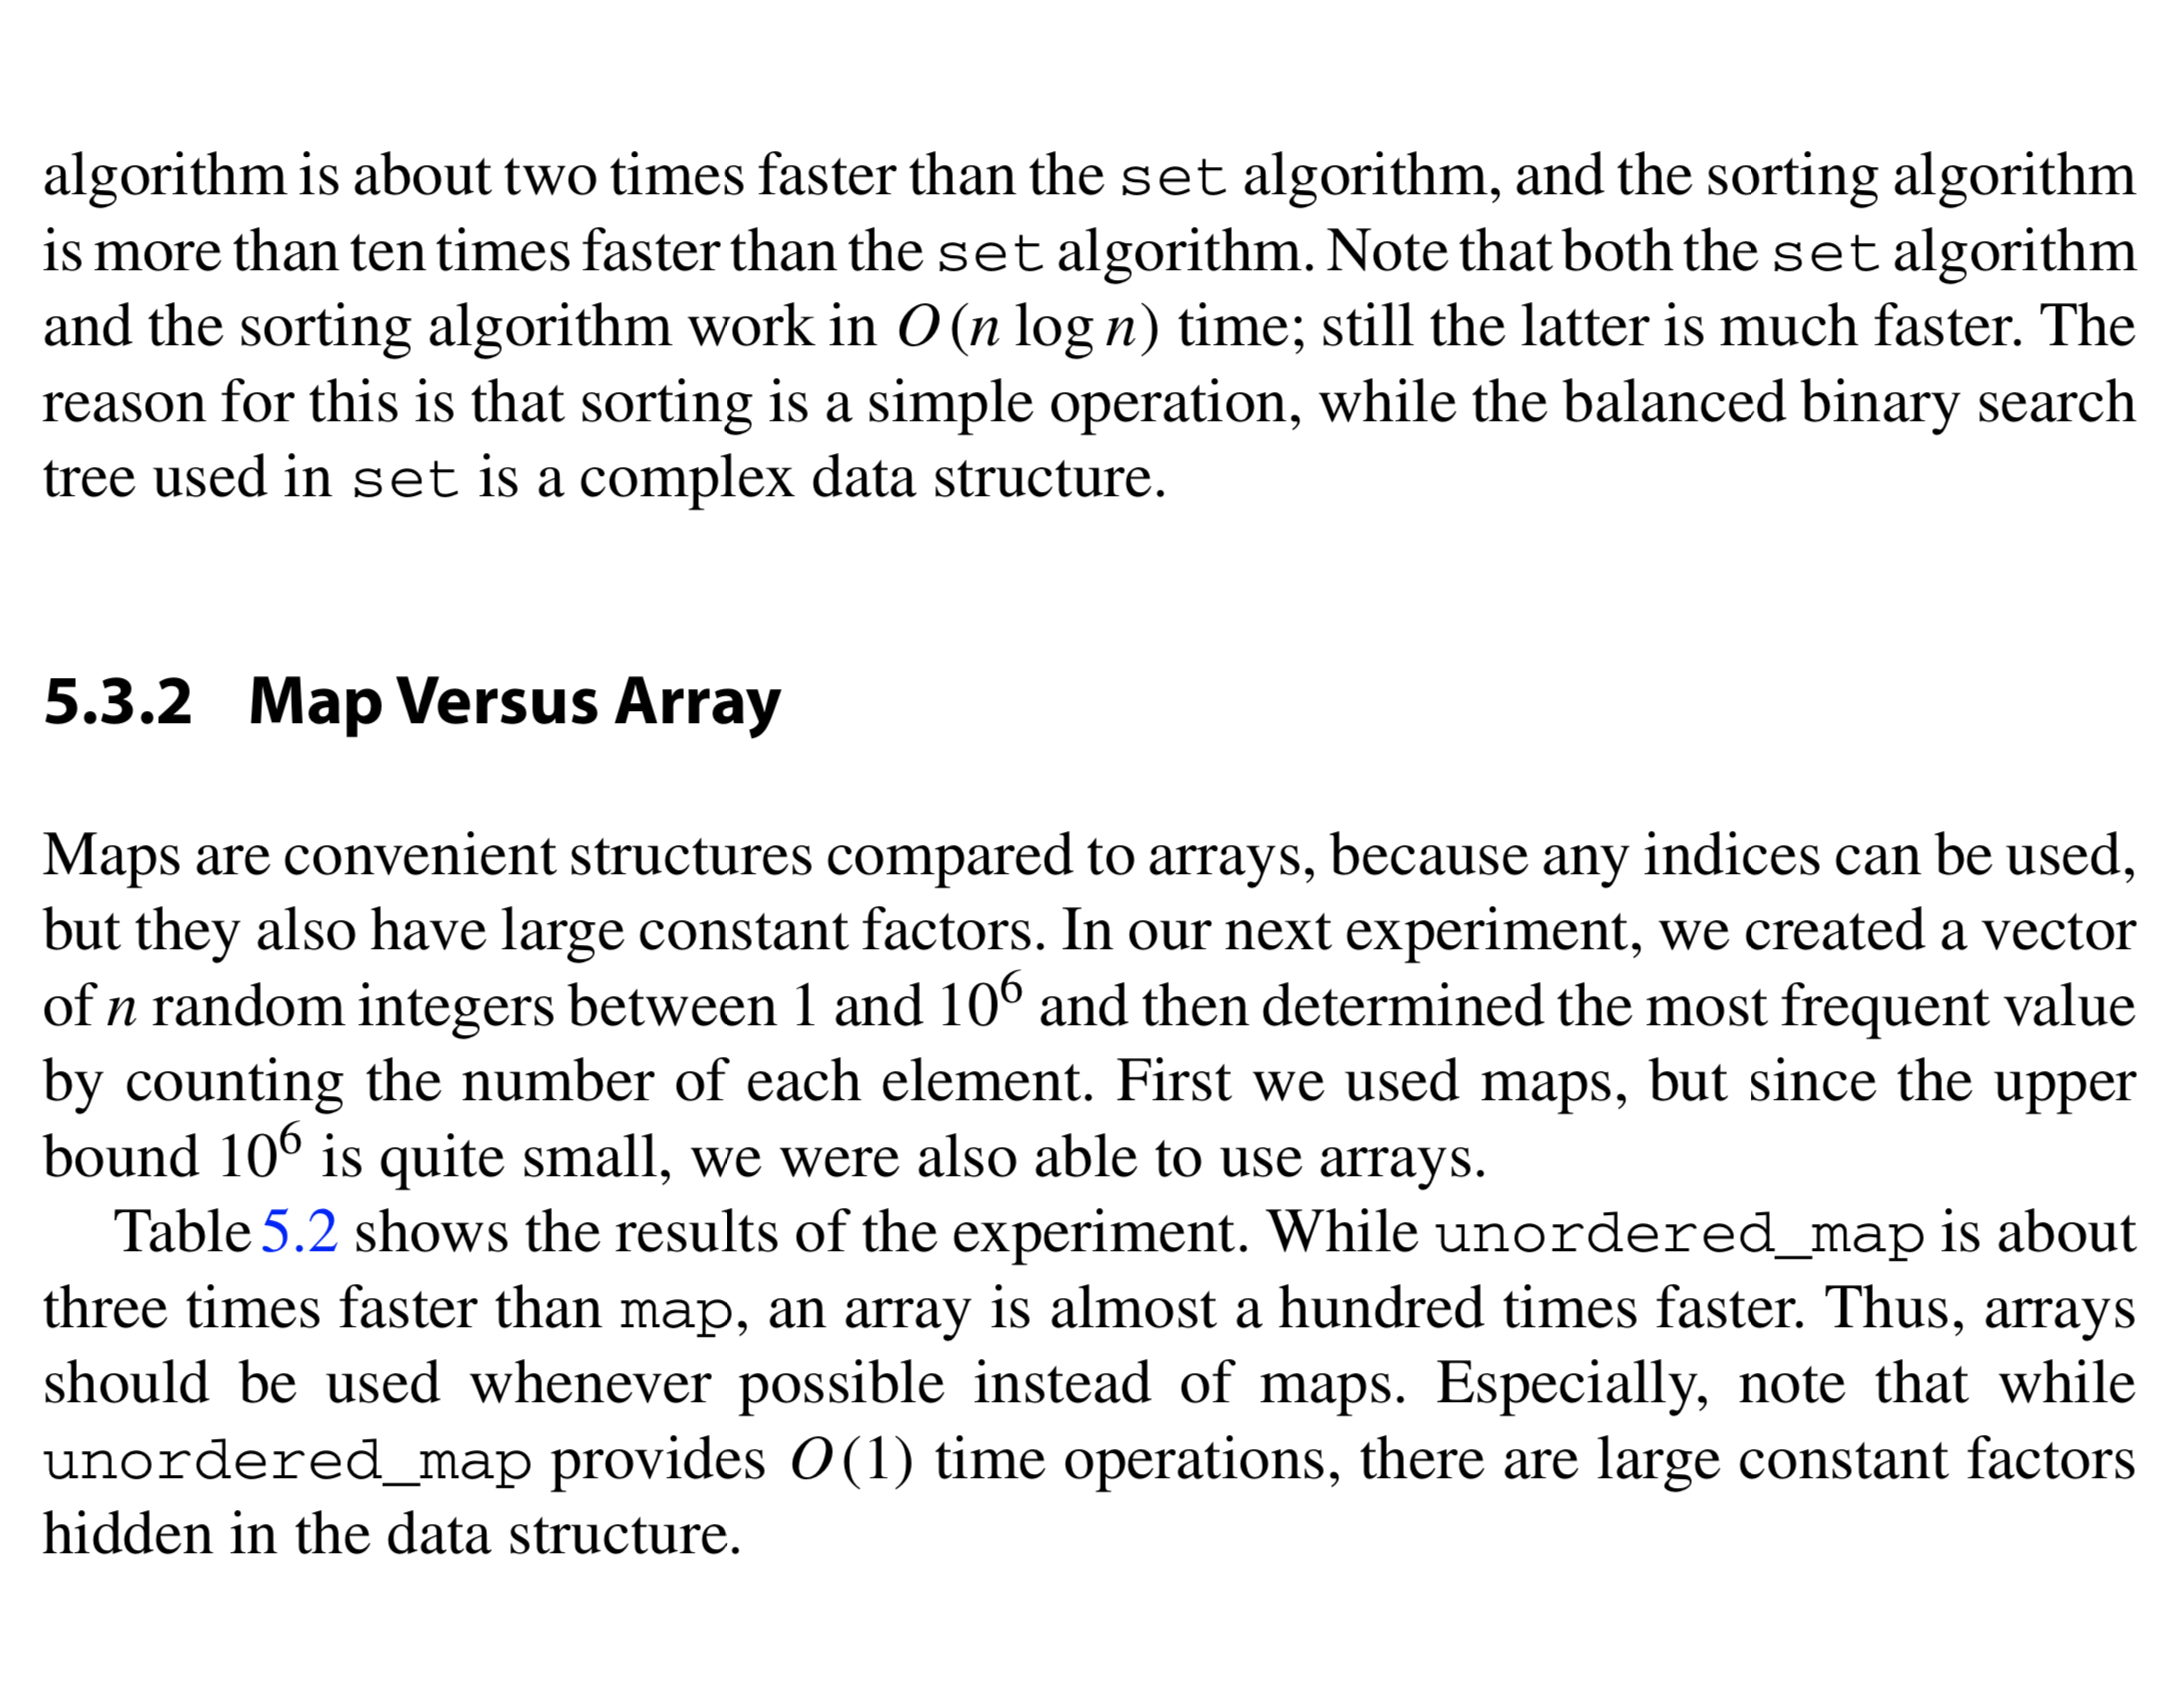 algorithm is about two times faster than the set algorithm, and the sorting algorithm
is more than ten times faster than the set algorithm. Note that both the set algorithm
and the sorting algorithm work in O(n log n) time; still the latter is much faster. The
reason for this is that sorting is a simple operation, while the balanced binary search
tree used in set is a complex data structure.
5.3.2 Map Versus Array
Maps are convenient structures compared to arrays, because any indices can be used,
but they also have large constant factors. In our next experiment, we created a vector
of n random integers between 1 and 10⁶ and then determined the most frequent value
by counting the number of each element. First we used maps, but since the upper
bound 10⁶ is quite small, we were also able to use arrays.
Table 5.2 shows the results of the experiment. While unordered_map is about
three times faster than map, an array is almost a hundred times faster. Thus, arrays
should be used whenever possible instead of maps. Especially, note that while
unordered_map provides O(1) time operations, there are large constant factors
hidden in the data structure.